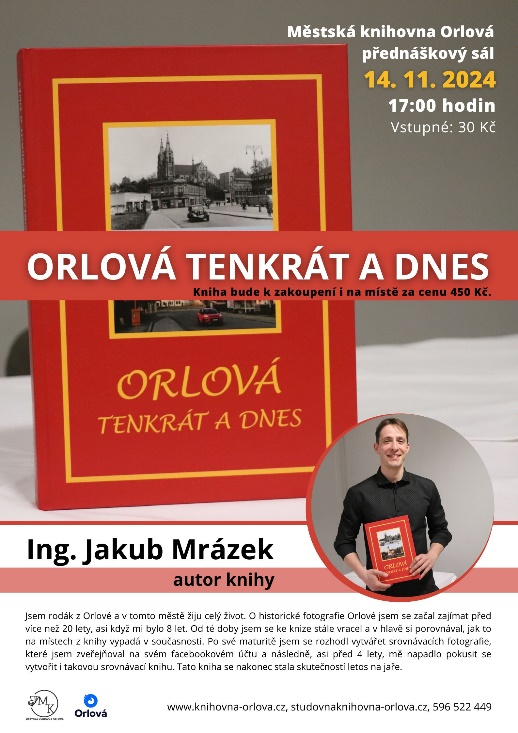 Městská knihovna Orlová
přednáškový sál
14. 11. 2024
17:00 hodin
Vstupné: 30 Kč
ORLOVÁ TENKRÁT A DNES
Kniha bude k zakoupení i na místě za cenu 450 Kč.
ORLOVÁ
TENKRÁT A DNES
ORLOVÁ
TENKRÁT A DNES
Ing. Jakub Mrázek
autor knihy
Jsem rodák z Orlové a v tomto městě žiju celý život. O historické fotografie Orlové jsem se začal zajímat před
více než 20 lety, asi když mi bylo 8 let. Od té doby jsem se ke knize stále vracel a v hlavě si porovnával, jak to
na místech z knihy vypadá v současnosti. Po své maturitě jsem se rozhodl vytvářet srovnávací fotografie,
které jsem zveřejňoval na svém facebookovém účtu a následně, asi před 4 lety, mě napadlo pokusit se
vytvořit i takovou srovnávací knihu. Tato kniha se nakonec stala skutečností letos na jaře.
MK
Orlová
www.knihovna-orlova.cz, studovnaknihovna-orlova.cz, 596 522 449